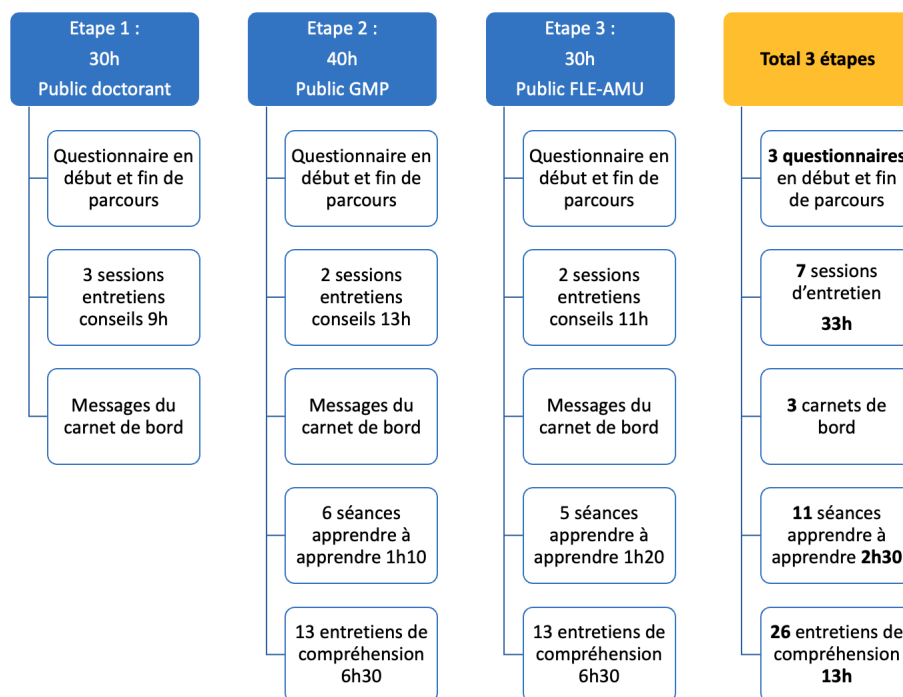 Etape 1 :
30h
Public doctorant
Questionnaire en
début et fin de
parcours
3 sessions
entretiens
conseils 9h
Messages du
carnet de bord
Etape 2 :
40h
Public GMP
Questionnaire en
début et fin de
parcours
2 sessions
entretiens
conseils 13h
Messages du
carnet de bord
6 séances
apprendre à
apprendre 1h10
13 entretiens de
compréhension
6h30
Etape 3 :
30h
Public FLE-AMU
Questionnaire en
début et fin de
parcours
2 sessions
entretiens
conseils 11h
Messages du
carnet de bord
5 séances
apprendre à
apprendre 1h20
13 entretiens de
compréhension
6h30
Total 3 étapes
3 questionnaires
en début et fin
de parcours
7 sessions
d’entretien
33h
3 carnets de
bord
11 séances
apprendre à
apprendre 2h30
26 entretiens de
compréhension
13h